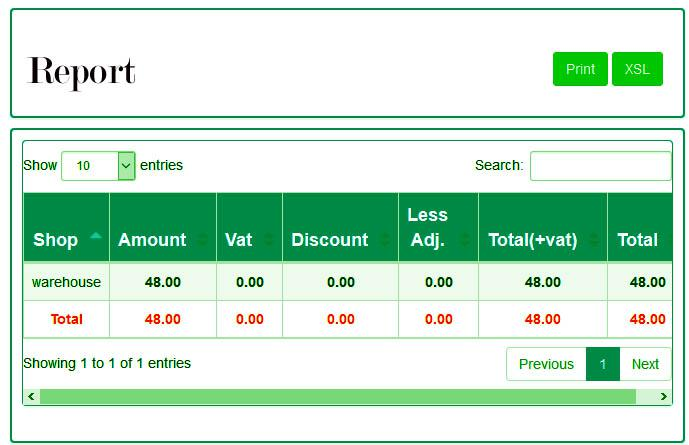 Report
Print XSL
Show 10 entries Search:
Shop Amount Vat Discount Less Adj. Total(+vat) Total
warehouse 48.00 0.00 0.00 0.00 48.00 48.00
Total 48.00 0.00 0.00 0.00 48.00 48.00
Showing 1 to 1 of 1 entries Previous 1 Next